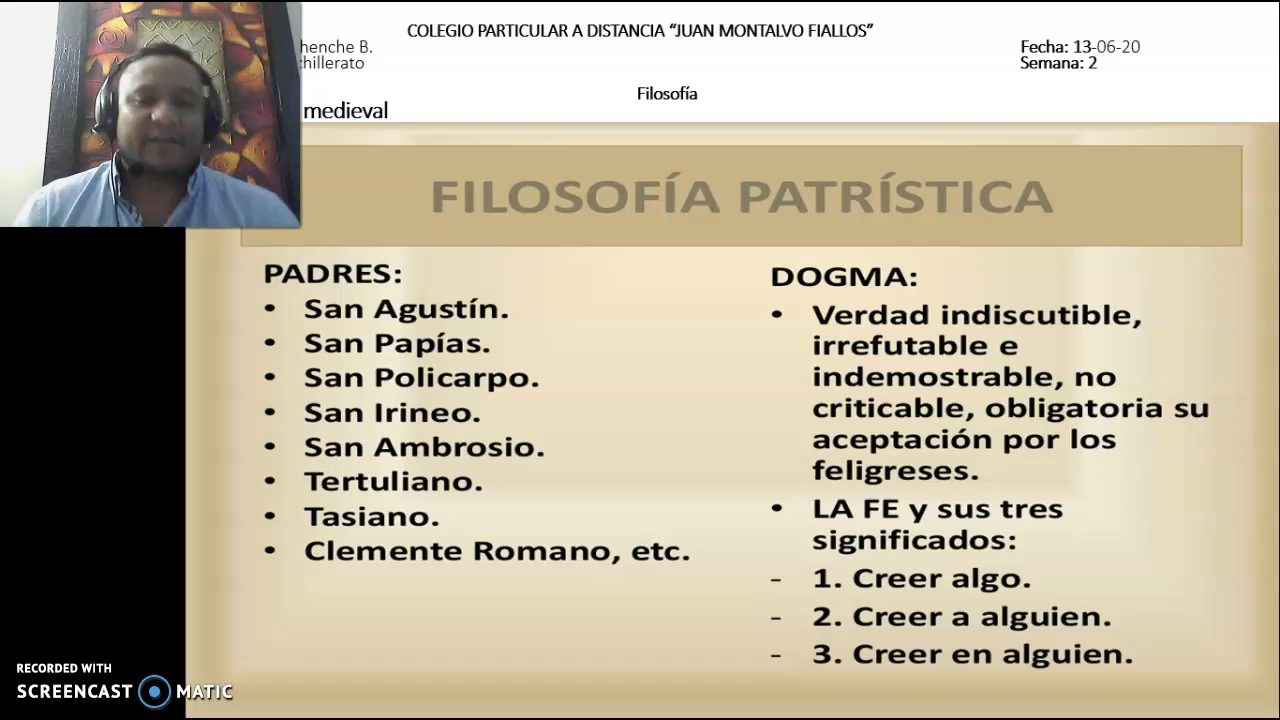 COLEGIO PARTICULAR A DISTANCIA “JUAN MONTALVO FIALLOS”
henche B.
Fecha: 13-06-20
chillerato
Semana: 2
Filosofía
medieval
FILOSOFÍA PATRÍSTICA
PADRES:
• San Agustín.
• San Papías.
• San Policarpo.
• San Irineo.
• San Ambrosio.
• Tertuliano.
• Tasiano.
• Clemente Romano, etc.
DOGMA:
• Verdad indiscutible,
irrefutable e
indemostrable, no
criticable, obligatoria su
aceptación por los
feligreses.
• LA FE y sus tres
significados:
- 1. Creer algo.
- 2. Creer a alguien.
- 3. Creer en alguien.
RECORDED WITH
SCREENCAST MATIC